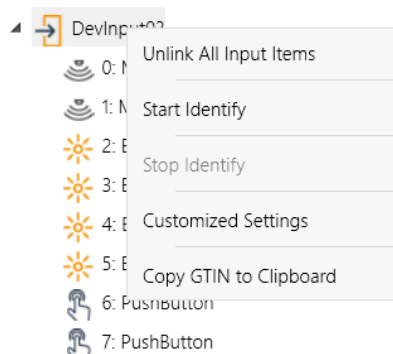 DevInput02
Unlink All Input Items
0:
1:
Start Identify
2:
Stop Identify
3:
4:
Customized Settings
5:
Copy GTIN to Clipboard
6: PushButton
7: PushButton